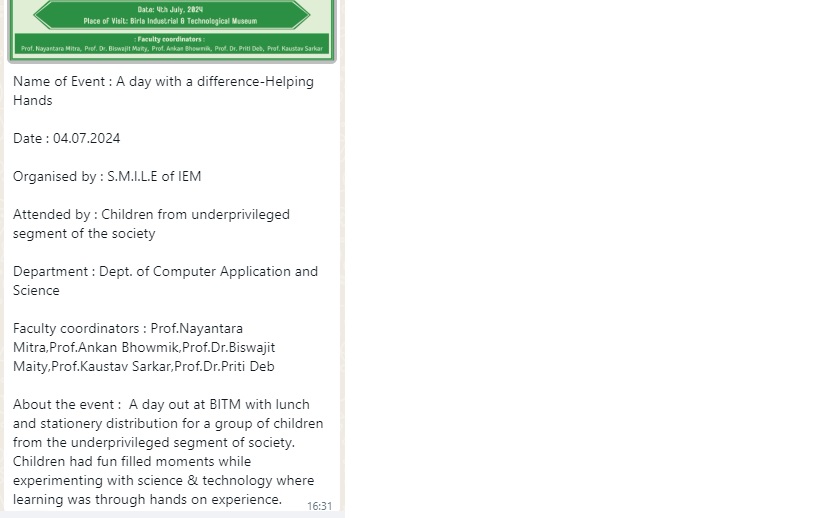 Date: 4th July, 2024
Place of Visit: Birla Industrial & Technological Museum
: Faculty coordinators :
Prof. Nayantara Mitra, Prof. Dr. Biswajit Maity, Prof. Ankan Bhowmik, Prof. Dr. Priti Deb, Prof. Kaustav Sarkar
Name of Event : A day with a difference-Helping
Hands
Date : 04.07.2024
Organised by : S.M.I.L.E of IEM
Attended by : Children from underprivileged
segment of the society
Department : Dept. of Computer Application and
Science
Faculty coordinators : Prof.Nayantara
Mitra,Prof.Ankan Bhowmik,Prof.Dr.Biswajit
Maity,Prof.Kaustav Sarkar,Prof.Dr.Priti Deb
About the event :  A day out at BITM with lunch
and stationery distribution for a group of children
from the underprivileged segment of society.
Children had fun filled moments while
experimenting with science & technology where
learning was through hands on experience.
16:31